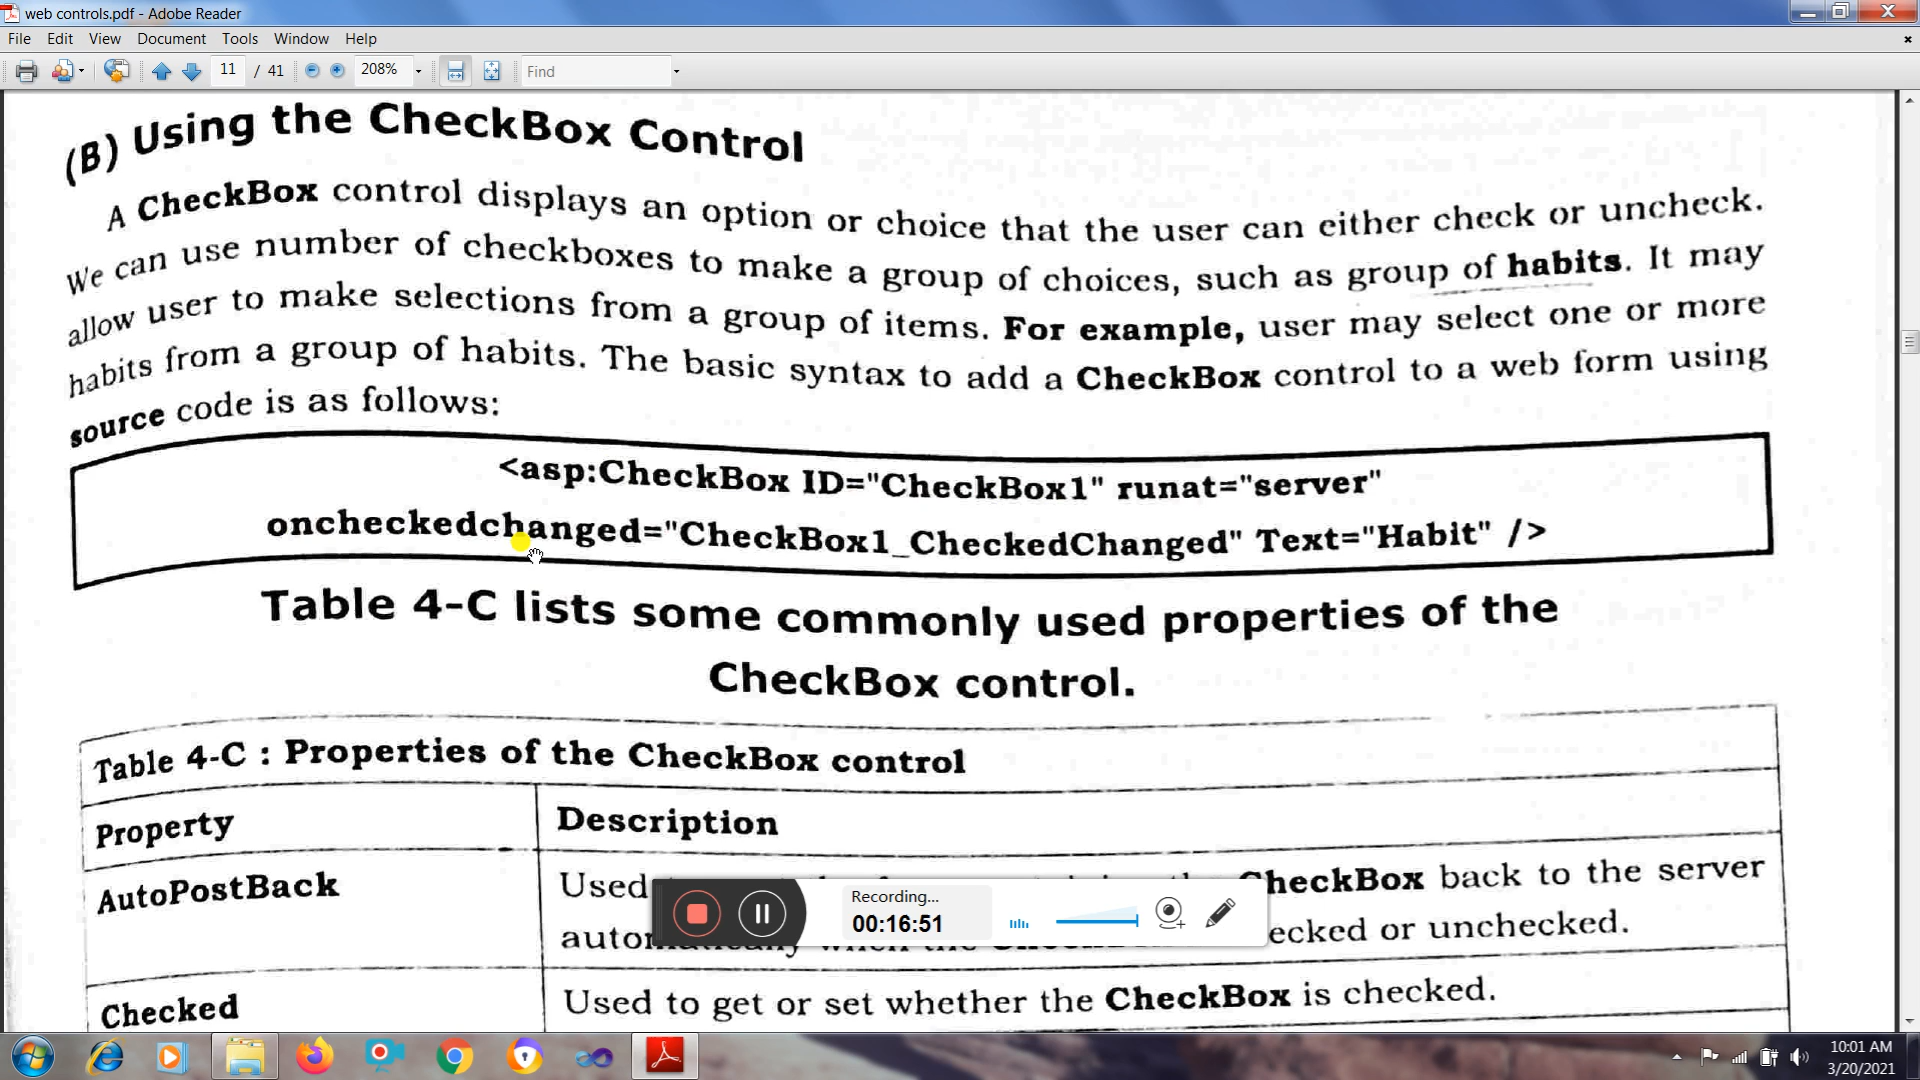 web controls.pdf - Adobe Reader
File Edit View Document Tools Window Help
11 / 41 208% Find
(B) Using the CheckBox Control
A CheckBox control displays an option or choice that the user can either check or uncheck.
We can use number of checkboxes to make a group of choices, such as group of habits. It may
allow user to make selections from a group of items. For example, user may select one or more
habits from a group of habits. The basic syntax to add a CheckBox control to a web form using
source code is as follows:
<asp:CheckBox ID="CheckBox1" runat="server"
oncheckedchanged="CheckBox1_CheckedChanged" Text="Habit" />
Table 4-C lists some commonly used properties of the
CheckBox control.
Table 4-C : Properties of the CheckBox control
Property Description
AutoPostBack Used CheckBox back to the server
automatically when the ecked or unchecked.
Checked Used to get or set whether the CheckBox is checked.
Recording...
00:16:51
10:01 AM
3/20/2021